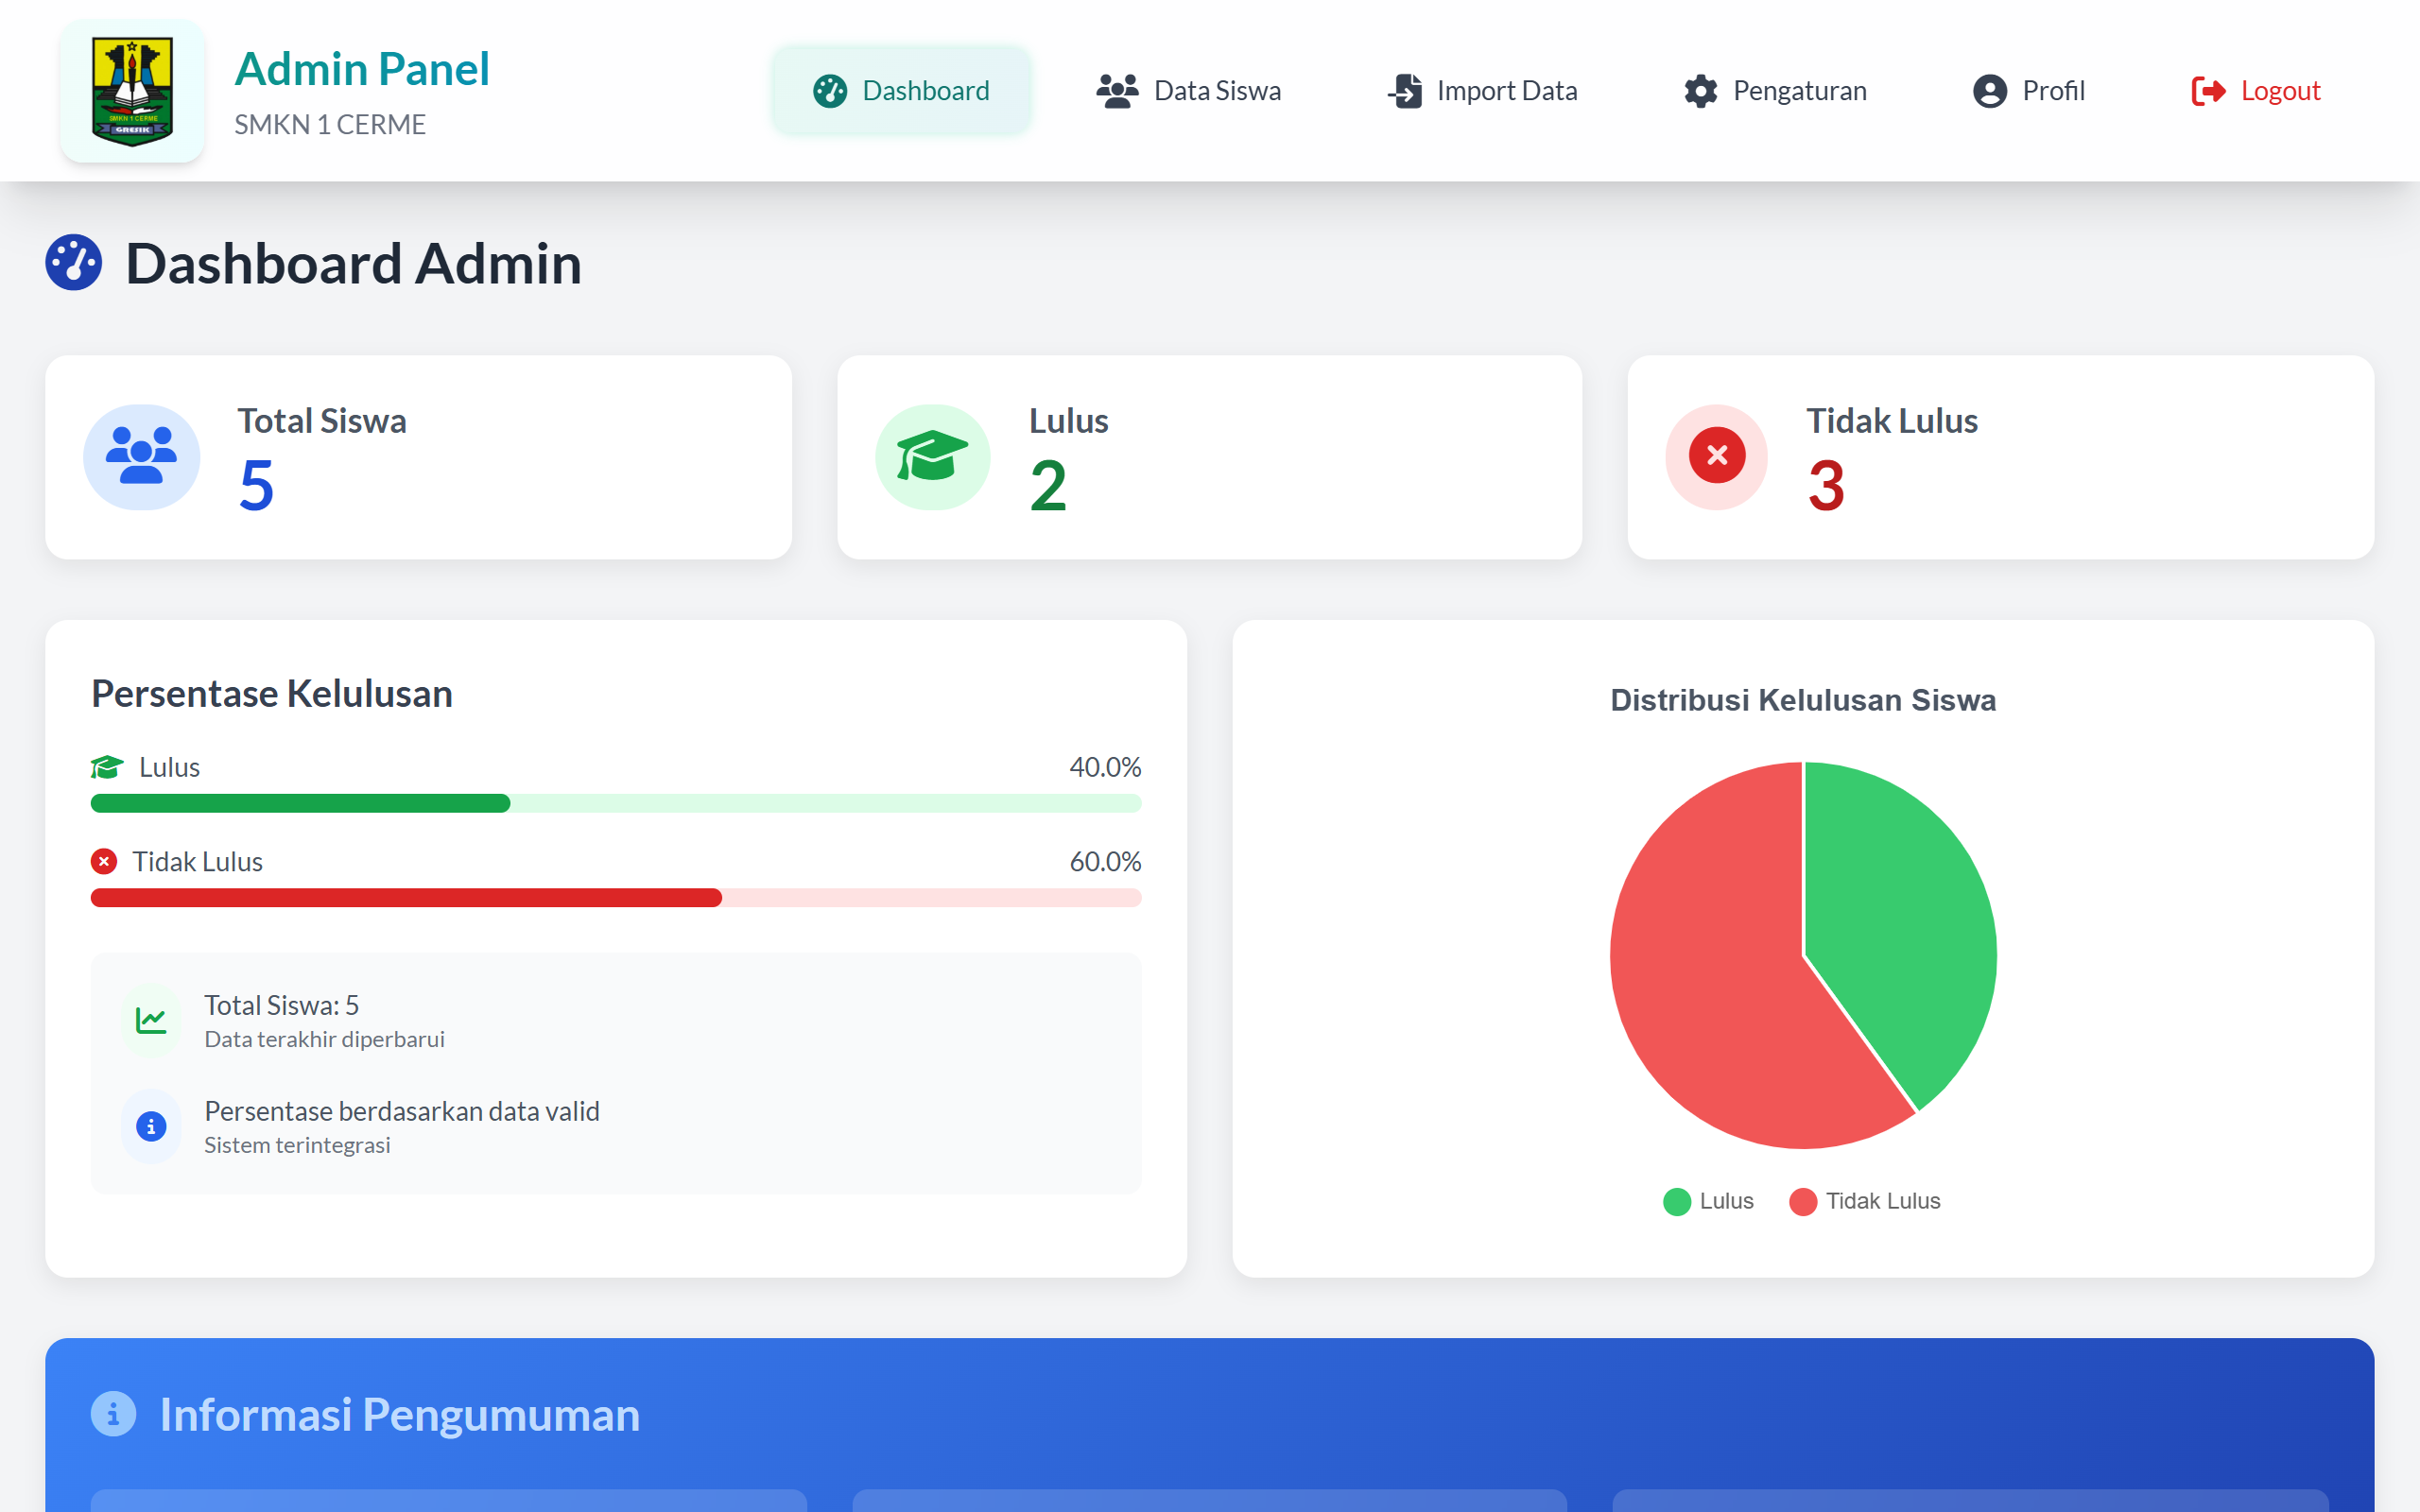 Admin Panel
SMKN 1 CERME
SMKN 1 CERME
GRESIK
Dashboard
Data Siswa
Import Data
Pengaturan
Profil
Logout
Dashboard Admin
Total Siswa
5
Lulus
2
Tidak Lulus
3
Persentase Kelulusan
Lulus 40.0%
Tidak Lulus 60.0%
Total Siswa: 5
Data terakhir diperbarui
Persentase berdasarkan data valid
Sistem terintegrasi
Distribusi Kelulusan Siswa
Lulus
Tidak Lulus
Informasi Pengumuman